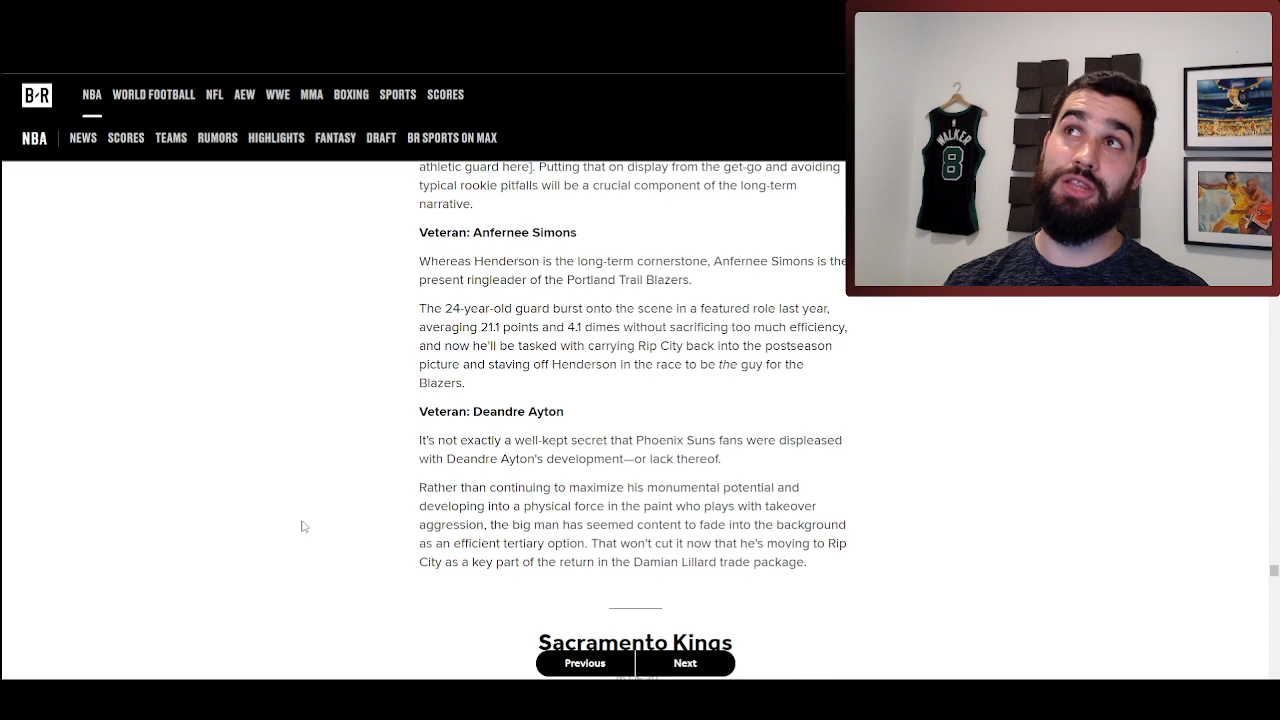 B/R
NBA WORLD FOOTBALL NFL AEW WWE MMA BOXING SPORTS SCORES
NBA NEWS SCORES TEAMS RUMORS HIGHLIGHTS FANTASY DRAFT BR SPORTS ON MAX
WALKER
8
athletic guard here]. Putting that on display from the get-go and avoiding
typical rookie pitfalls will be a crucial component of the long-term
narrative.
Veteran: Anfernee Simons
Whereas Henderson is the long-term cornerstone, Anfernee Simons is the
present ringleader of the Portland Trail Blazers.
The 24-year-old guard burst onto the scene in a featured role last year,
averaging 21.1 points and 4.1 dimes without sacrificing too much efficiency,
and now he'll be tasked with carrying Rip City back into the postseason
picture and staving off Henderson in the race to be the guy for the
Blazers.
Veteran: Deandre Ayton
It's not exactly a well-kept secret that Phoenix Suns fans were displeased
with Deandre Ayton's development—or lack thereof.
Rather than continuing to maximize his monumental potential and
developing into a physical force in the paint who plays with takeover
aggression, the big man has seemed content to fade into the background
as an efficient tertiary option. That won't cut it now that he's moving to Rip
City as a key part of the return in the Damian Lillard trade package.
Sacramento Kings
Previous Next